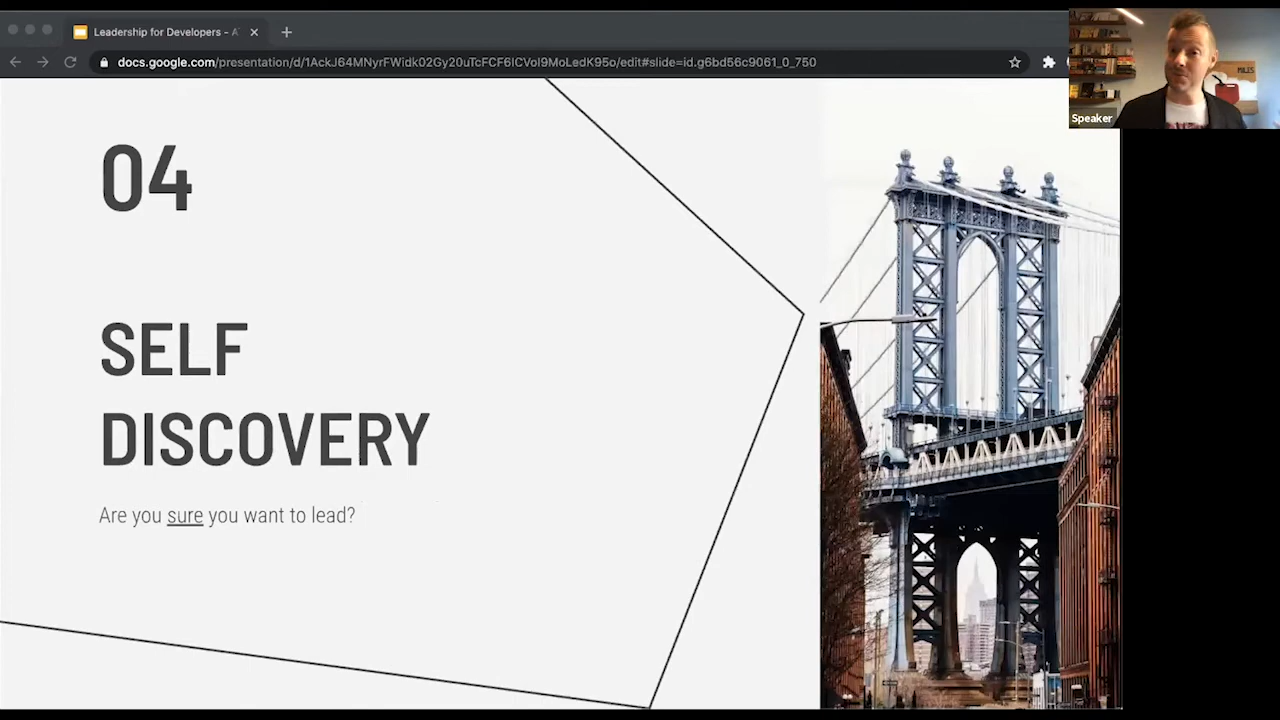 Leadership for Developers - A
docs.google.com/presentation/d/1AckJ64MNyrFWidk02Gy20uTcFCF6ICVoI9MoLedK95o/edit#slide=id.g6bd56c9061_0_750
Speaker
04
SELF
DISCOVERY
Are you sure you want to lead?